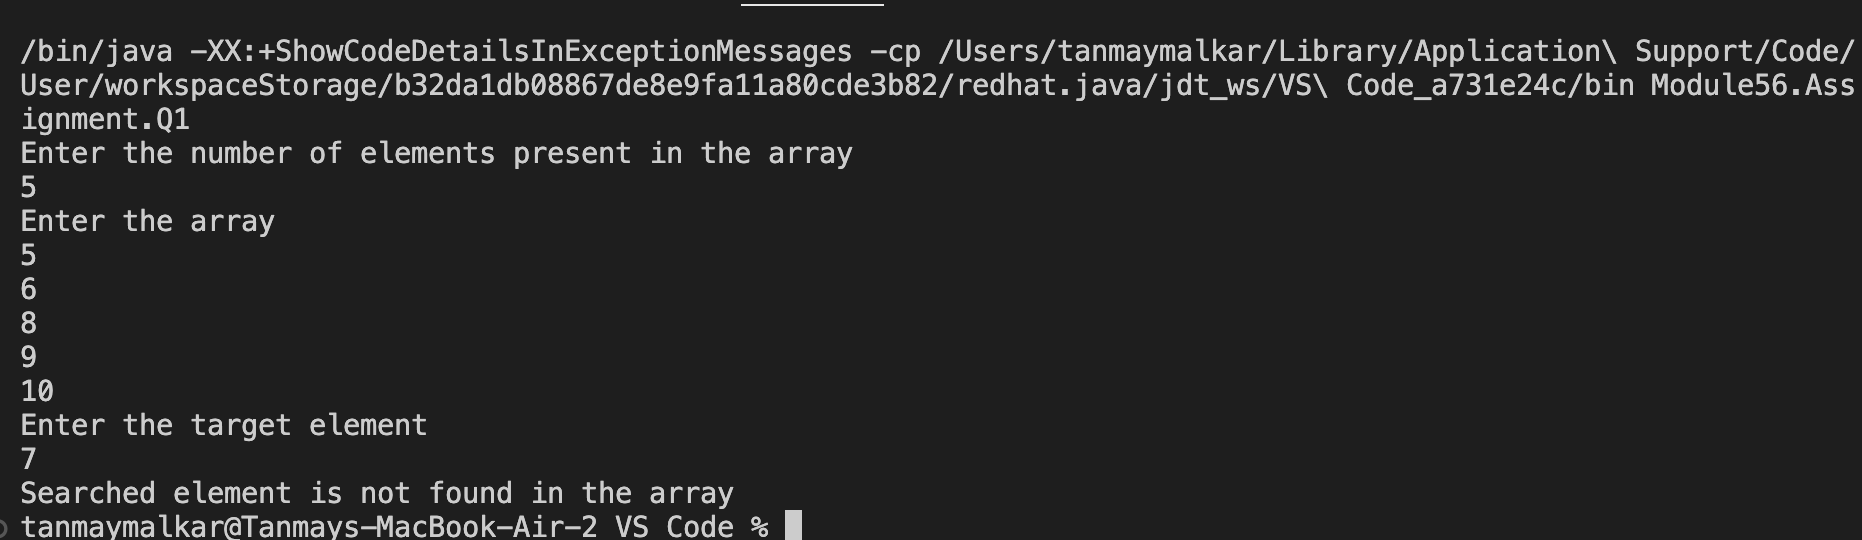 /bin/java -XX:+ShowCodeDetailsInExceptionMessages -cp /Users/tanmaymalkar/Library/Application\ Support/Code/
User/workspaceStorage/b32da1db08867de8e9fa11a80cde3b82/redhat.java/jdt_ws/VS\ Code_a731e24c/bin Module56.Ass
ignment.Q1
Enter the number of elements present in the array
5
Enter the array
5
6
8
9
10
Enter the target element
7
Searched element is not found in the array
tanmaymalkar@Tanmays-MacBook-Air-2 VS Code %